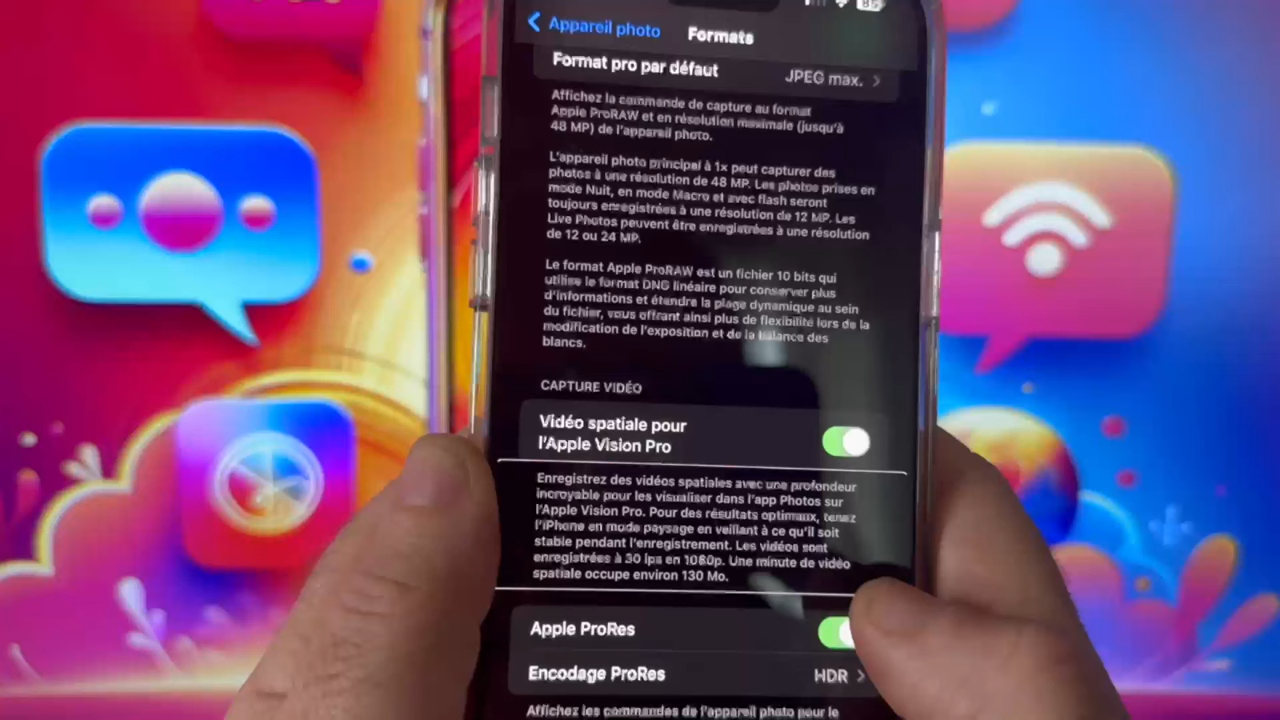 85
Appareil photo
Formats
Format pro par défaut
JPEG max.
Affichez la commande de capture au format
Apple ProRAW et en résolution maximale (jusqu'à
48 MP) de l'appareil photo.
L'appareil photo principal à 1x peut capturer des
photos à une résolution de 48 MP. Les photos prises en
mode Nuit, en mode Macro et avec flash seront
toujours enregistrées à une résolution de 12 MP. Les
Live Photos peuvent être enregistrées à une résolution
de 12 ou 24 MP.
Le format Apple ProRAW est un fichier 10 bits qui
utilise le format DNG linéaire pour conserver plus
d'informations et étendre la plage dynamique au sein
du fichier, vous offrant ainsi plus de flexibilité lors de la
modification de l'exposition et de la balance des
blancs.
CAPTURE VIDÉO
Vidéo spatiale pour
l'Apple Vision Pro
Enregistrez des vidéos spatiales avec une profondeur
incroyable pour les visualiser dans l'app Photos sur
l'Apple Vision Pro. Pour des résultats optimaux, tenez
l'iPhone en mode paysage en veillant à ce qu'il soit
stable pendant l'enregistrement. Les vidéos sont
enregistrées à 30 ips en 1080p. Une minute de vidéo
spatiale occupe environ 130 Mo.
Apple ProRes
Encodage ProRes
HDR
Affichez les commandes de l'appareil photo pour le